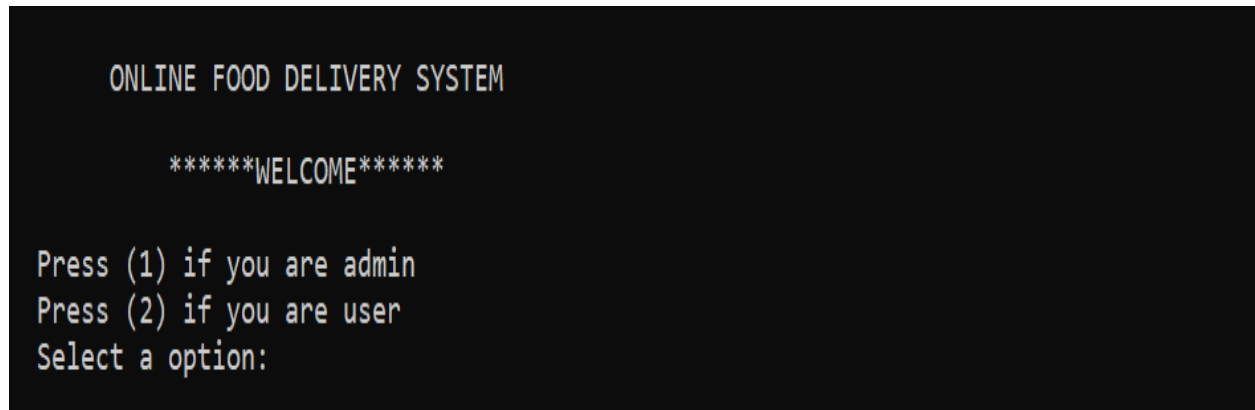 ONLINE FOOD DELIVERY SYSTEM
******WELCOME******
Press (1) if you are admin
Press (2) if you are user
Select a option: